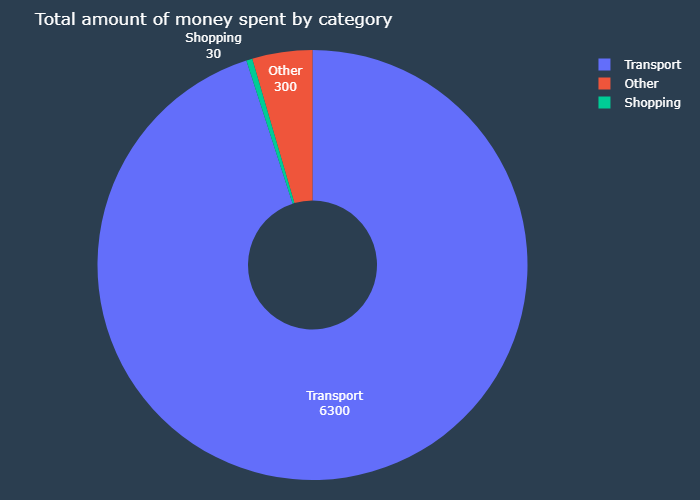 Total amount of money spent by category
Shopping
30
Other
300
Transport
6300
Transport
Other
Shopping